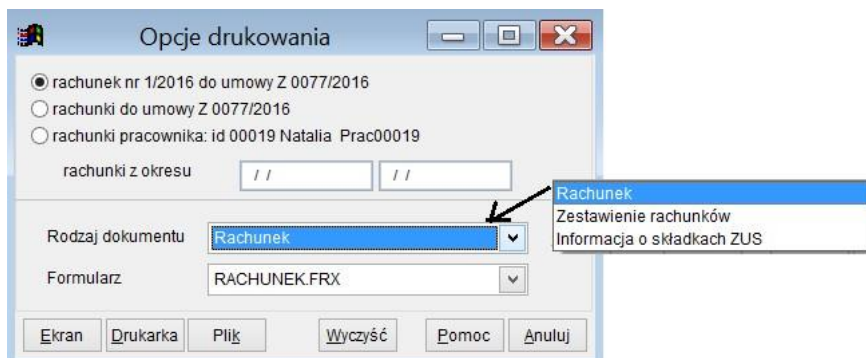 Opcje drukowania
rachunek nr 1/2016 do umowy Z 0077/2016
rachunki do umowy Z 0077/2016
rachunki pracownika: id 00019 Natalia Prac00019
rachunki z okresu / / / /
Rodzaj dokumentu Rachunek
Formularz RACHUNEK.FRX
Ekran Drukarka Plik Wyczyść Pomoc Anuluj
Rachunek
Zestawienie rachunków
Informacja o składkach ZUS